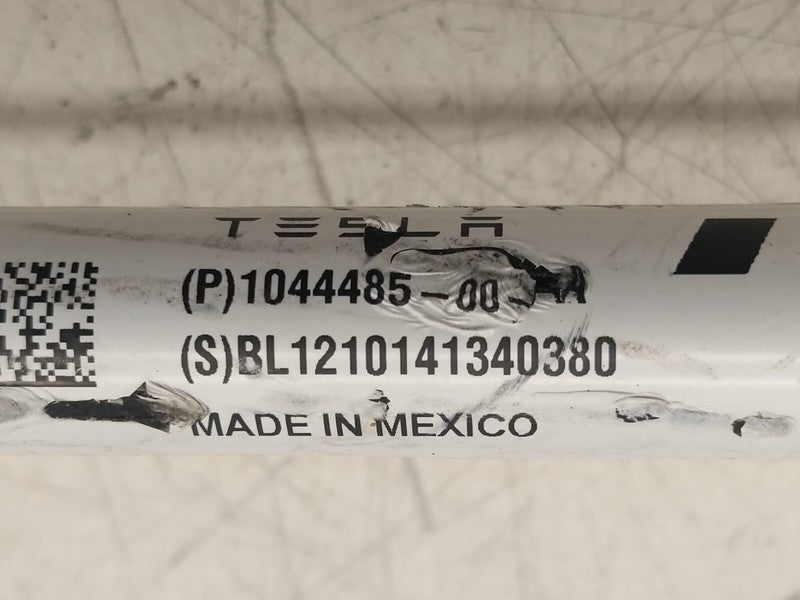 TESLA
(P)1044485-00-
(S)BL1210141340380
MADE IN MEXICO